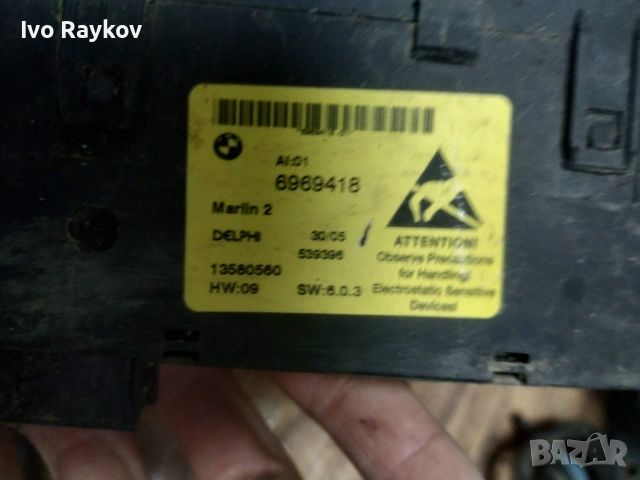 Ivo Raykov
AI:01
6969418
Marlin 2
DELPHI 30/05
539396
13580560
HW:09 SW:6.0.3
ATTENTION!
Observe Precautions
for Handling!
Electrostatic Sensitive
Devices!
BAZAR